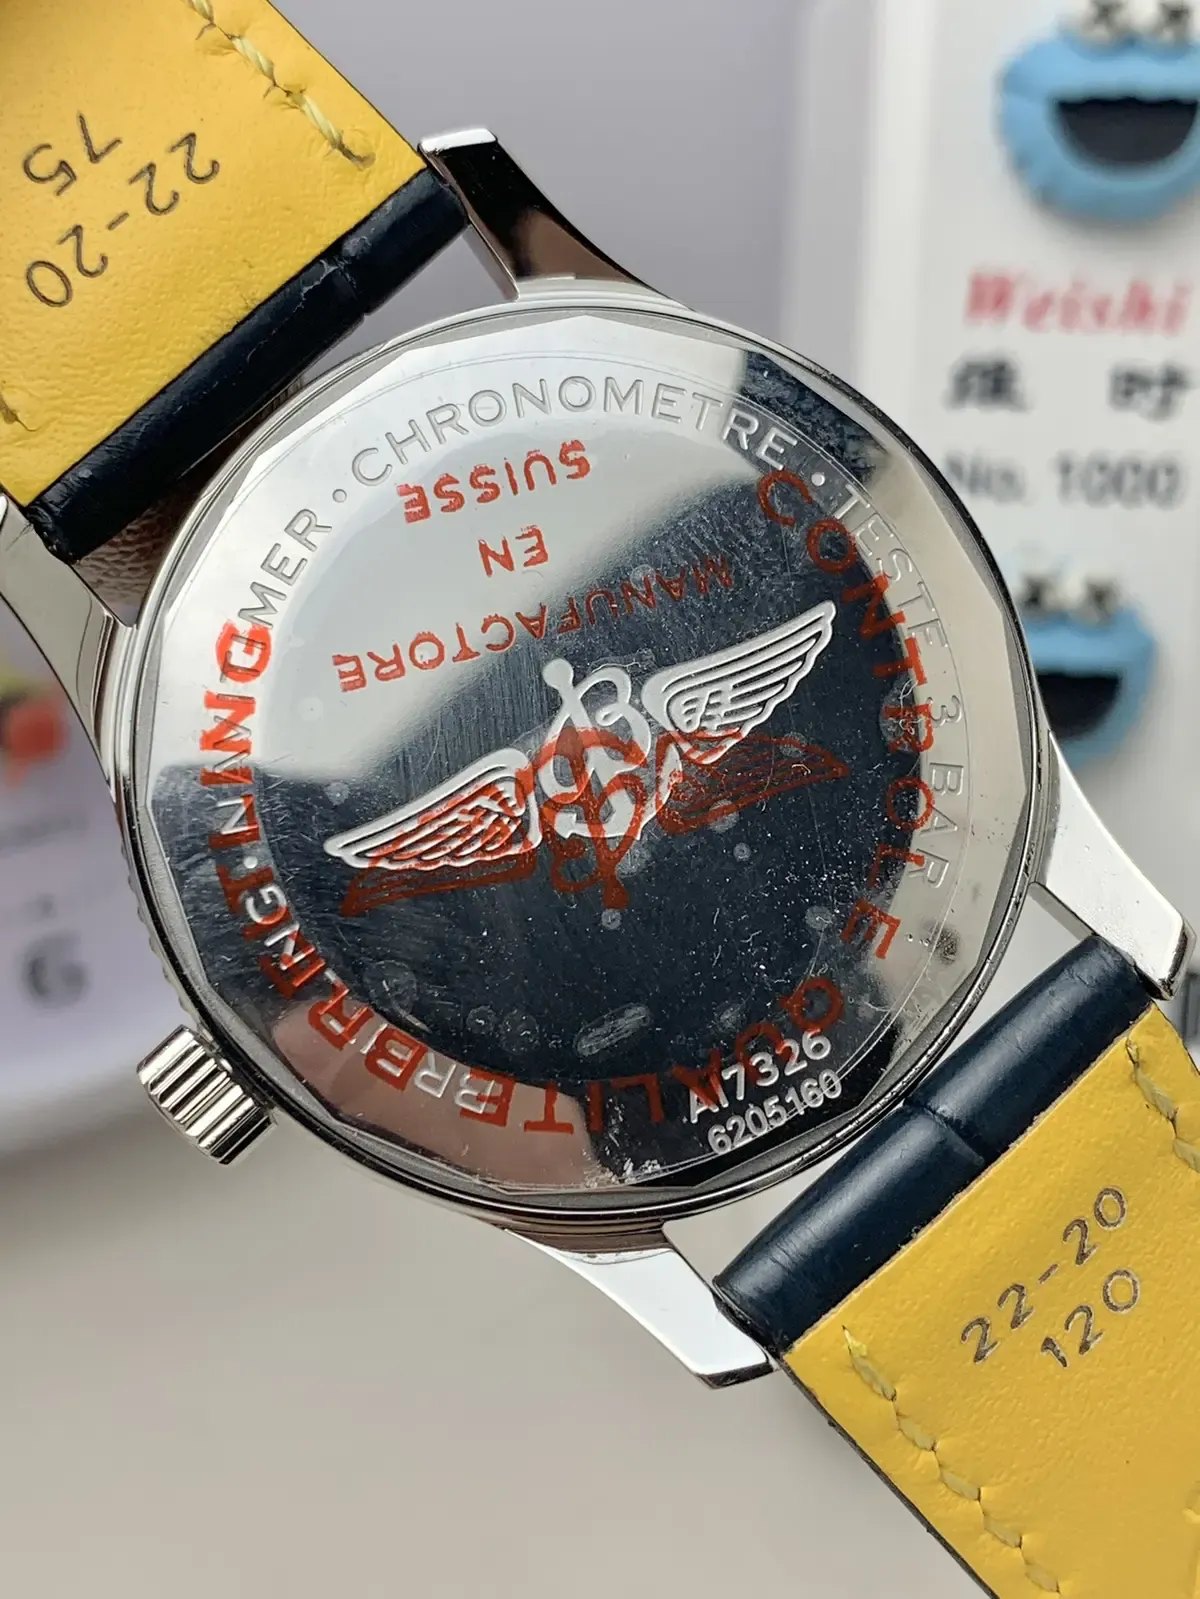 22-20
75
CHRONOMETRE · TESTE 3 BAR ·
SUISSE
EN
MANUFACTORE
CONTROLE QUALITE
A17326
6205160
22-20
120
Weishi
No. 1000
6